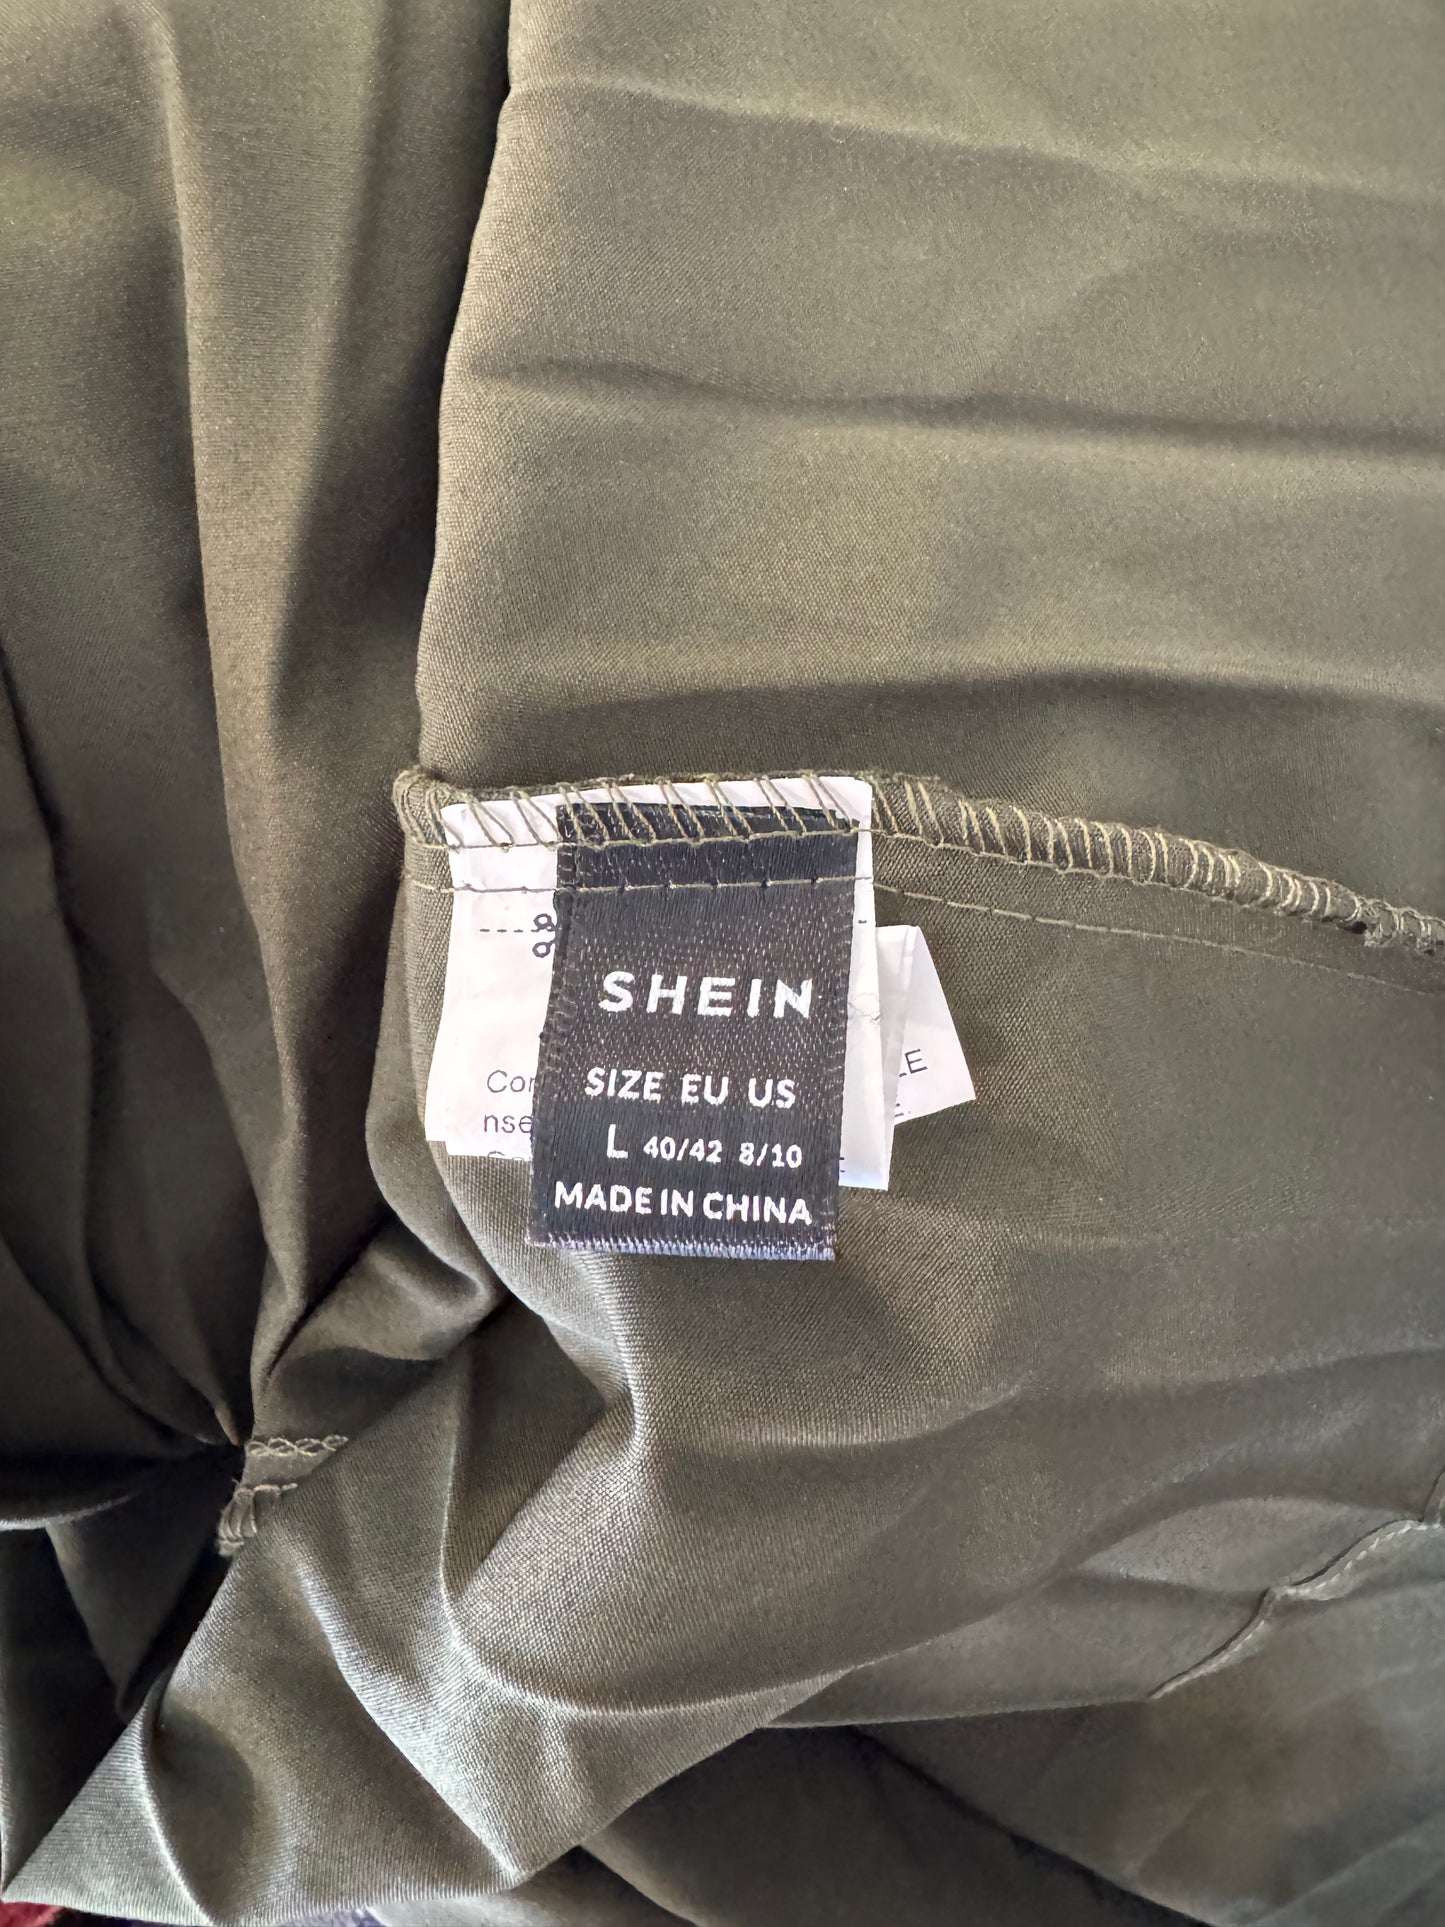 SHEIN
SIZE EU US
L 40/42 8/10
MADE IN CHINA